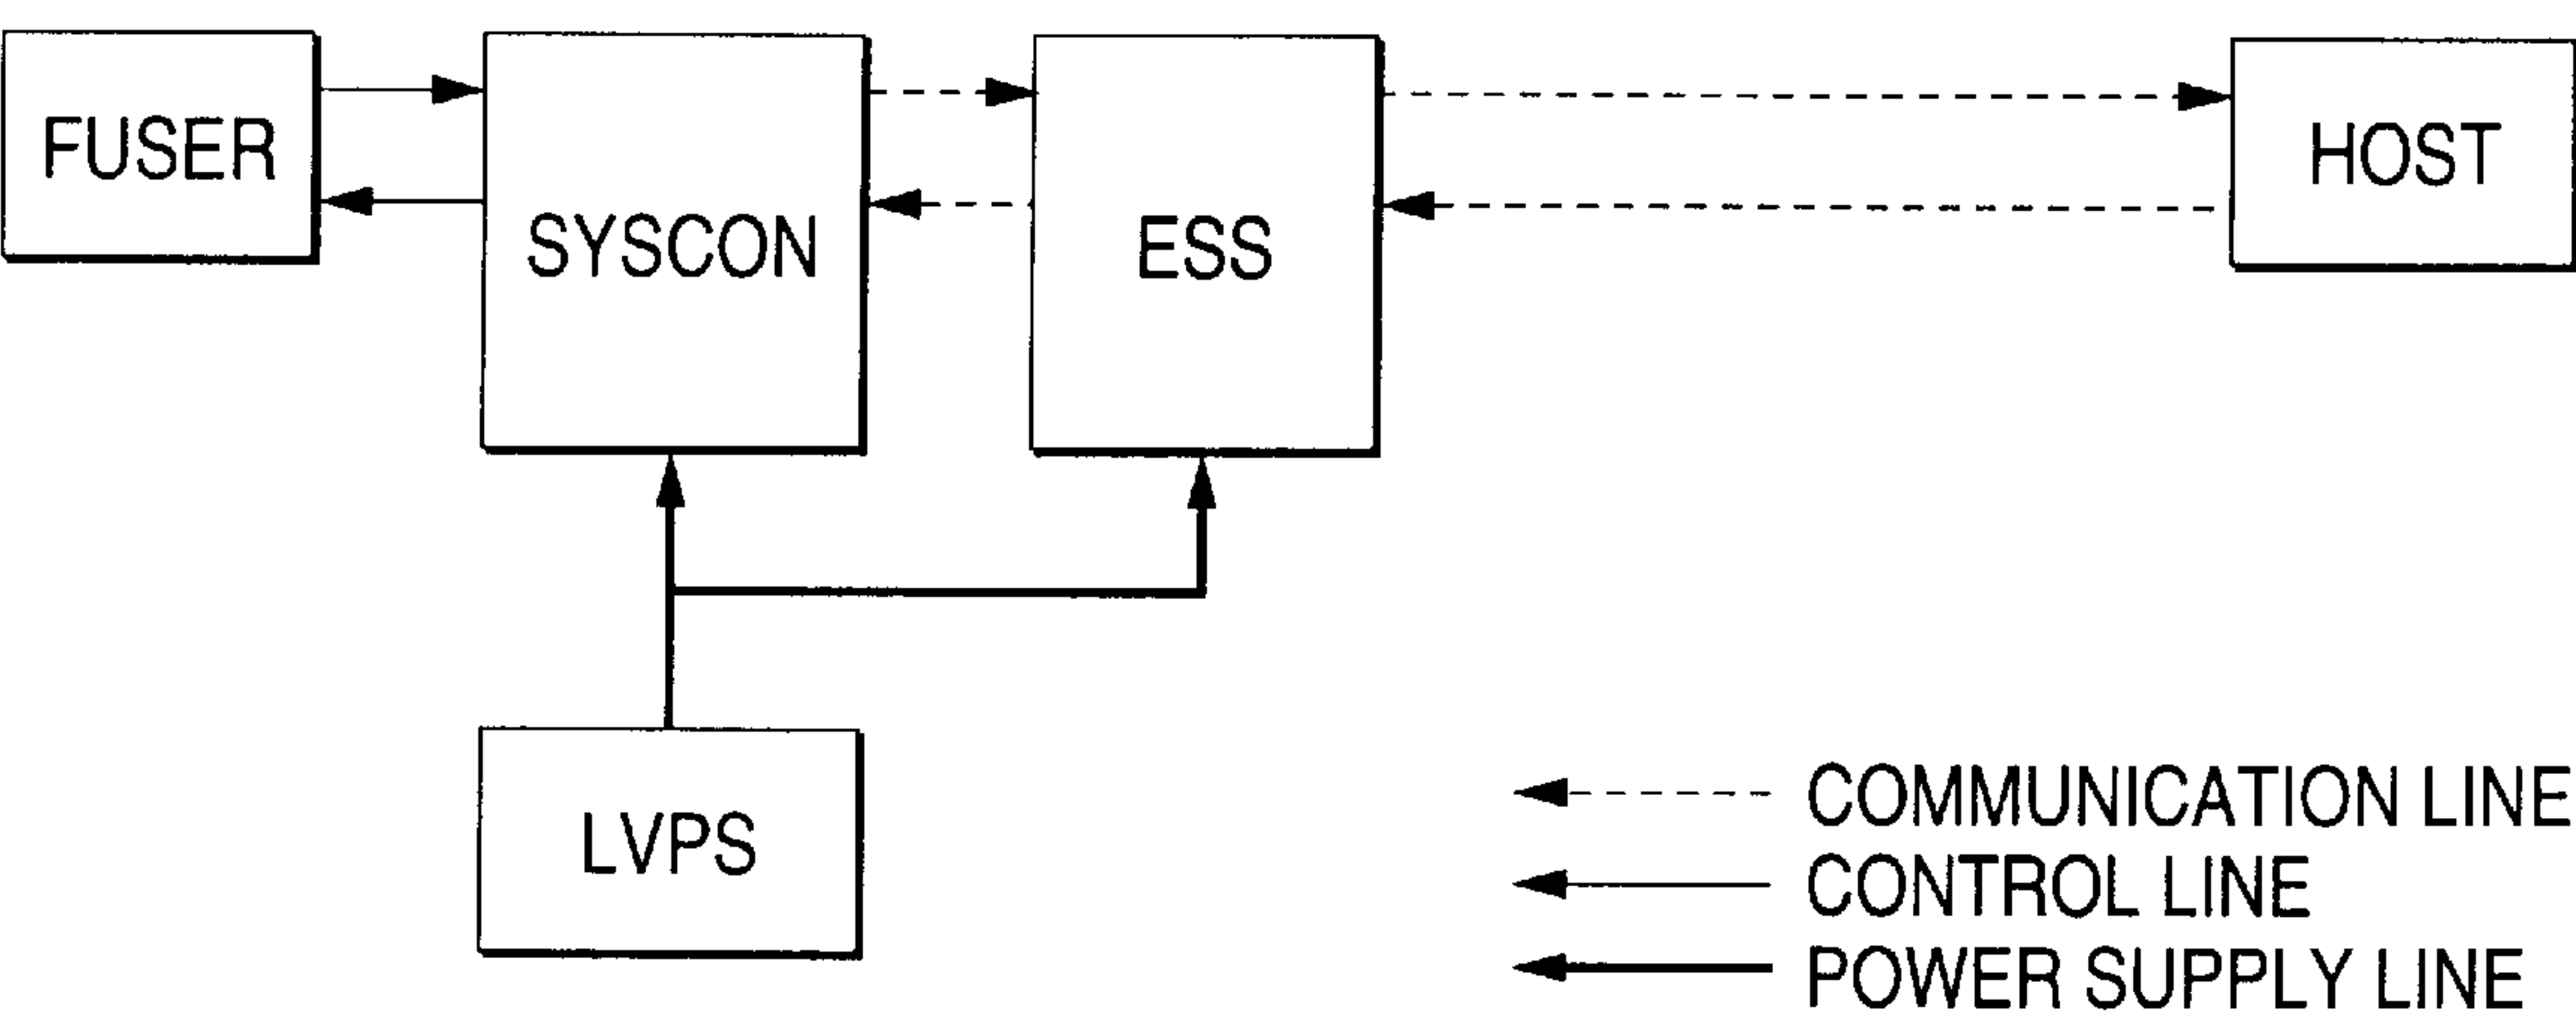 FUSER
SYSCON
ESS
HOST
LVPS
COMMUNICATION LINE
CONTROL LINE
POWER SUPPLY LINE